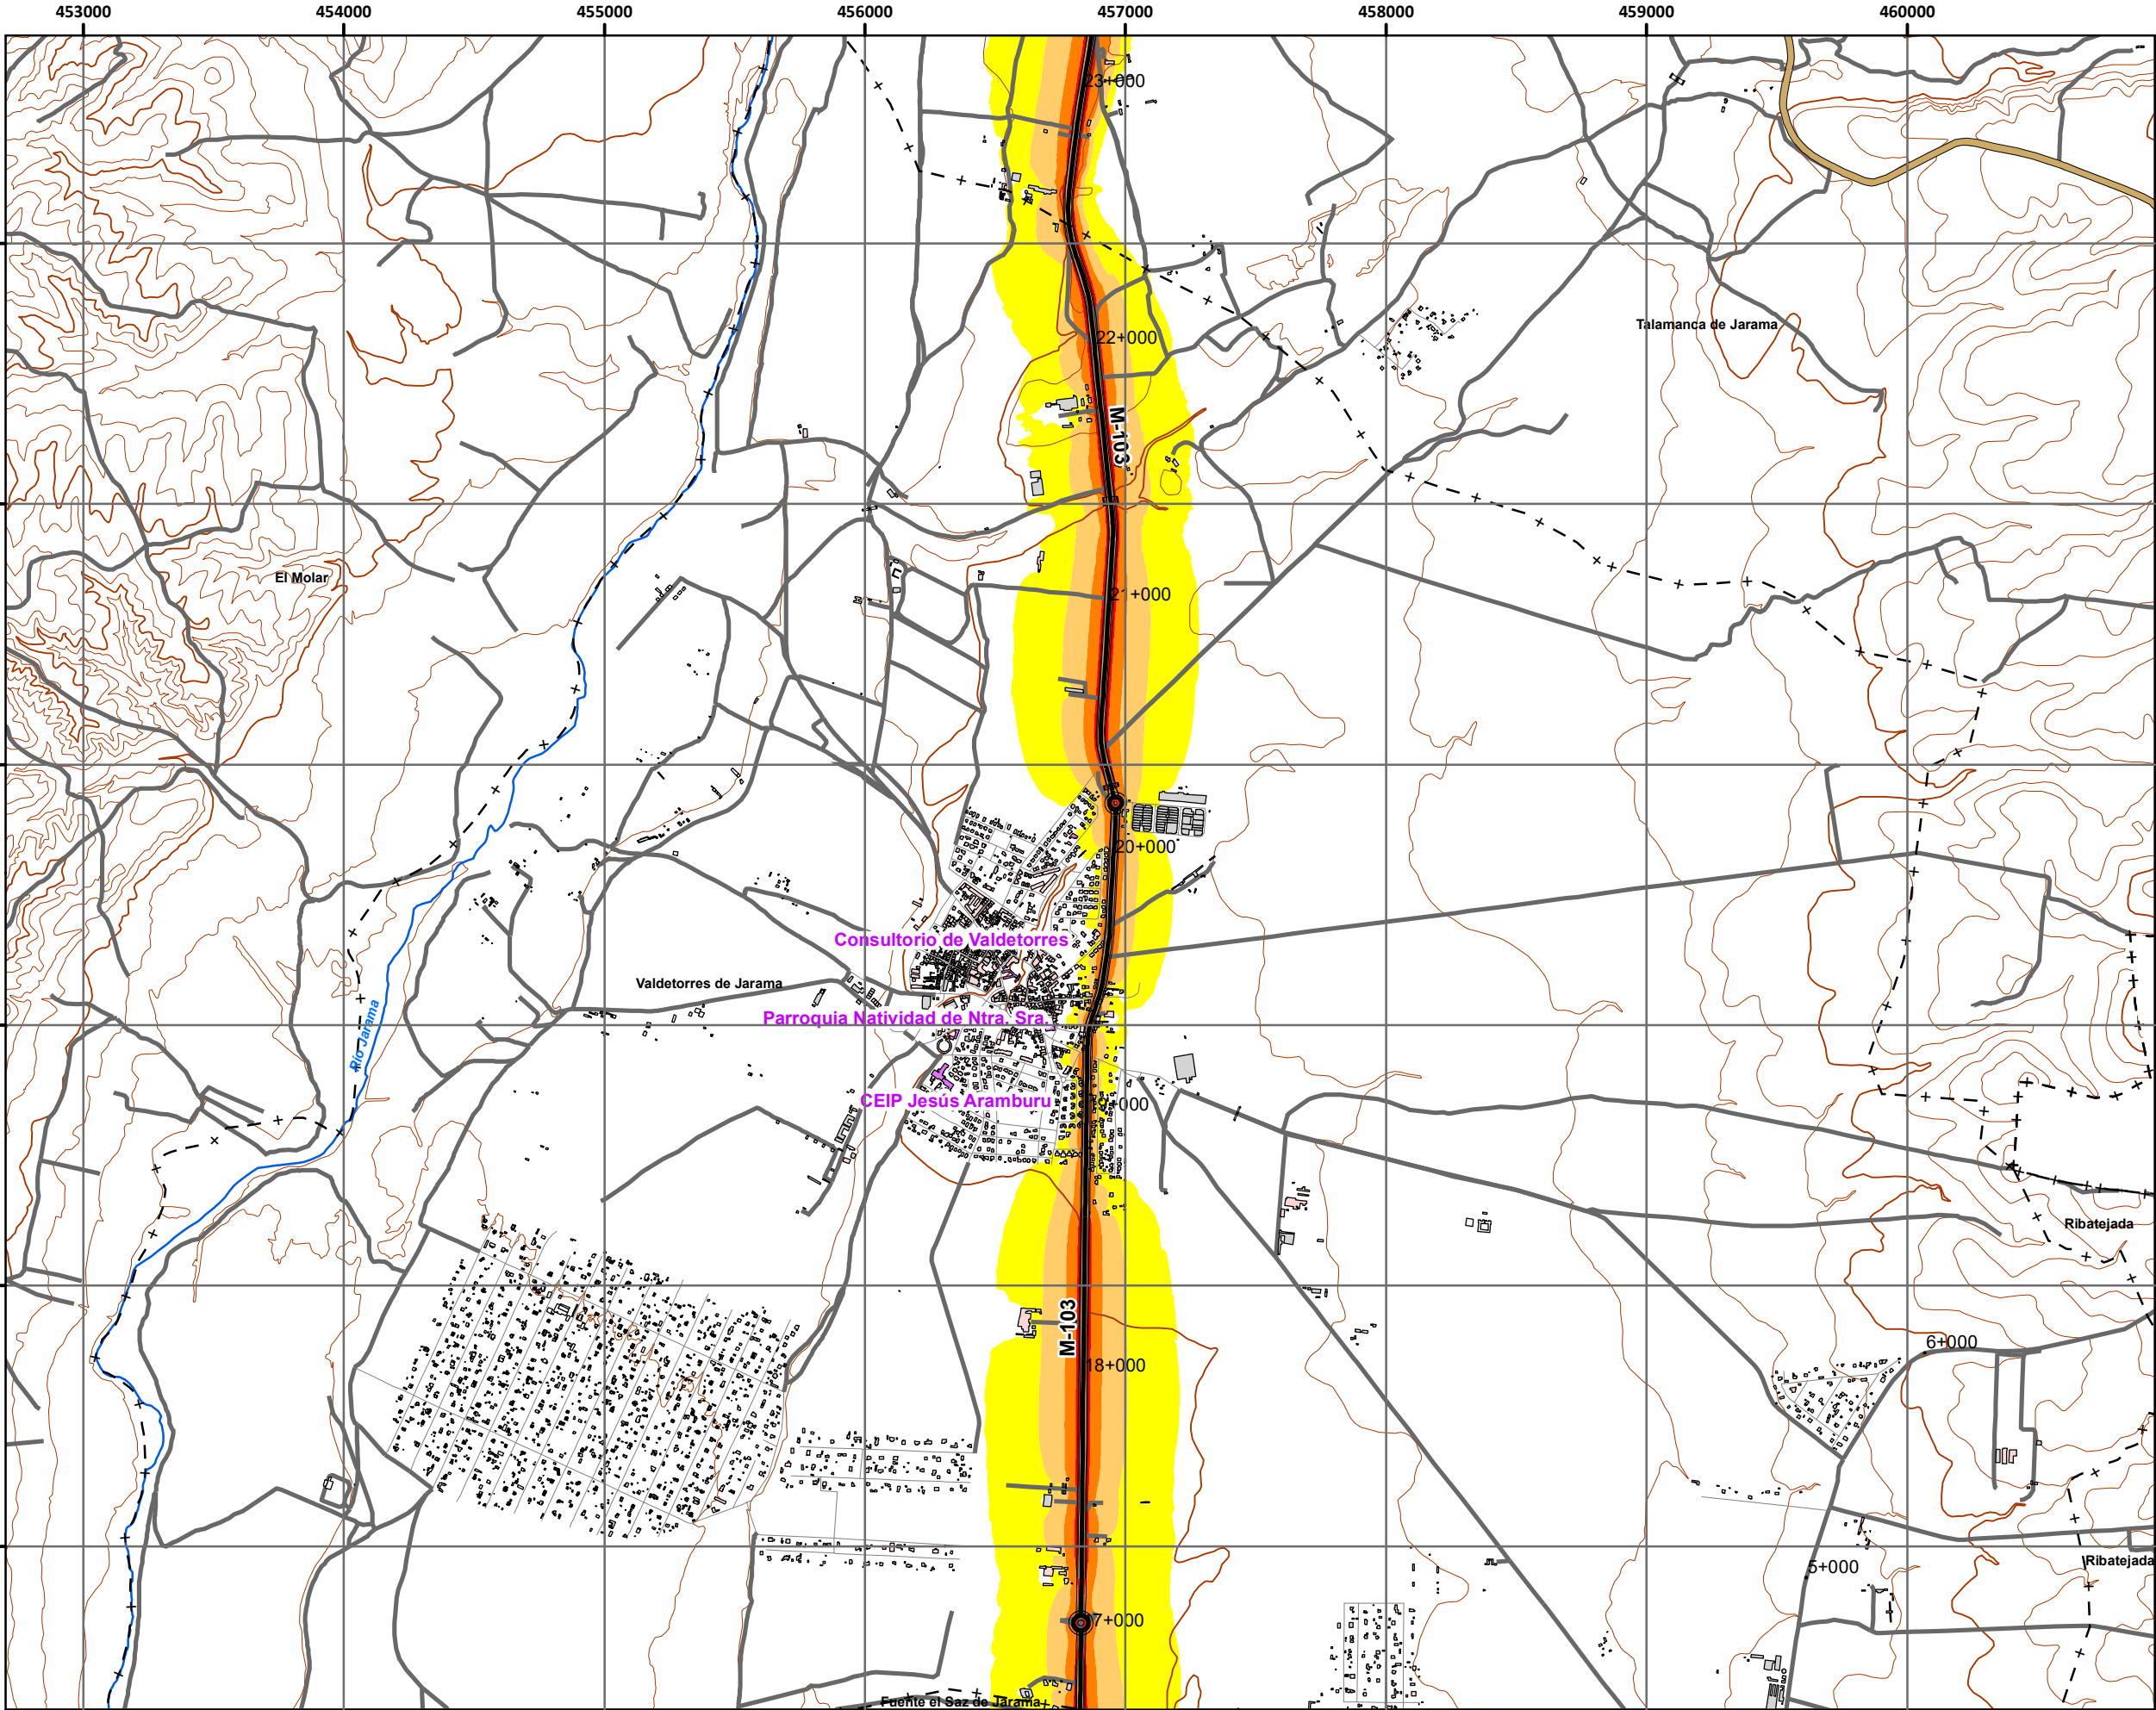 453000 454000 455000 456000 457000 458000 459000 460000
23+000
Talamanca de Jarama
22+000
M-103
El Molar
21+000
20+000
Consultorio de Valdetorres
Valdetorres de Jarama
Parroquia Natividad de Ntra. Sra.
Río Jarama
CEIP Jesús Aramburu
Ribatejada
6+000
M-103
18+000
Ribatejada
5+000
7+000
Fuente el Saz de Jarama